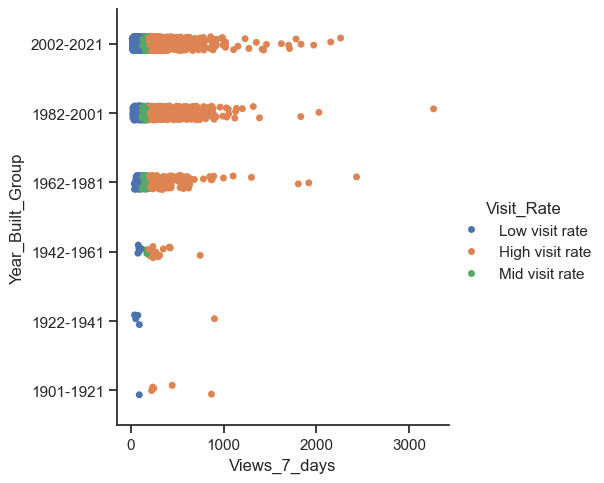 2002-2021
1982-2001
1962-1981
1942-1961
1922-1941
1901-1921
Year_Built_Group
0
1000
2000
3000
Views_7_days
Visit_Rate
Low visit rate
High visit rate
Mid visit rate